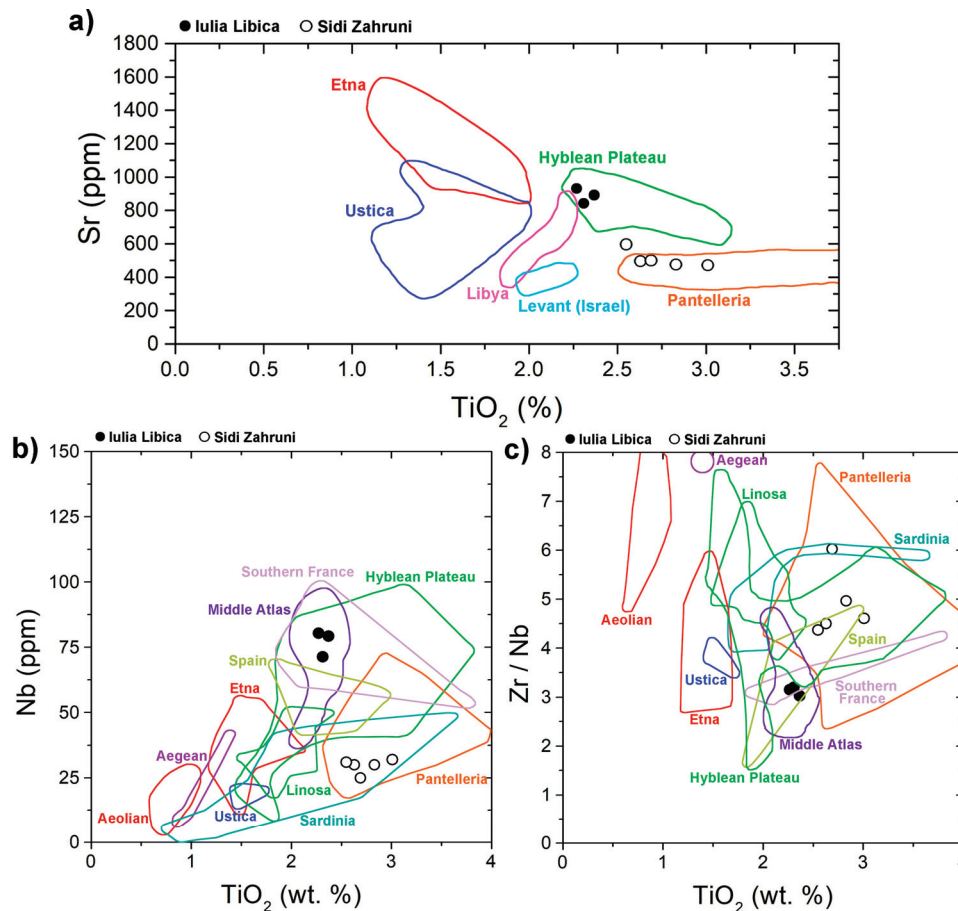 a) ● Iulia Libica ○ Sidi Zahruni
1800
1600
1400
1200
1000
800
600
400
200
0
Sr (ppm)
Etna
Hyblean Plateau
Ustica
Libya
Levant (Israel)
Pantelleria
0.0 0.5 1.0 1.5 2.0 2.5 3.0 3.5
TiO₂ (%)
b) ● Iulia Libica ○ Sidi Zahruni
150
125
100
75
50
25
0
Nb (ppm)
Southern France
Hyblean Plateau
Middle Atlas
Spain
Etna
Aegean
Pantelleria
Linosa
Aeolian
Ustica
Sardinia
0 1 2 3 4
TiO₂ (wt. %)
c) ● Iulia Libica ○ Sidi Zahruni
8
7
6
5
4
3
2
1
0
Zr / Nb
Aegean
Pantelleria
Linosa
Sardinia
Aeolian
Spain
Ustica
Southern
France
Etna
Middle Atlas
Hyblean Plateau
0 1 2 3
TiO₂ (wt. %)